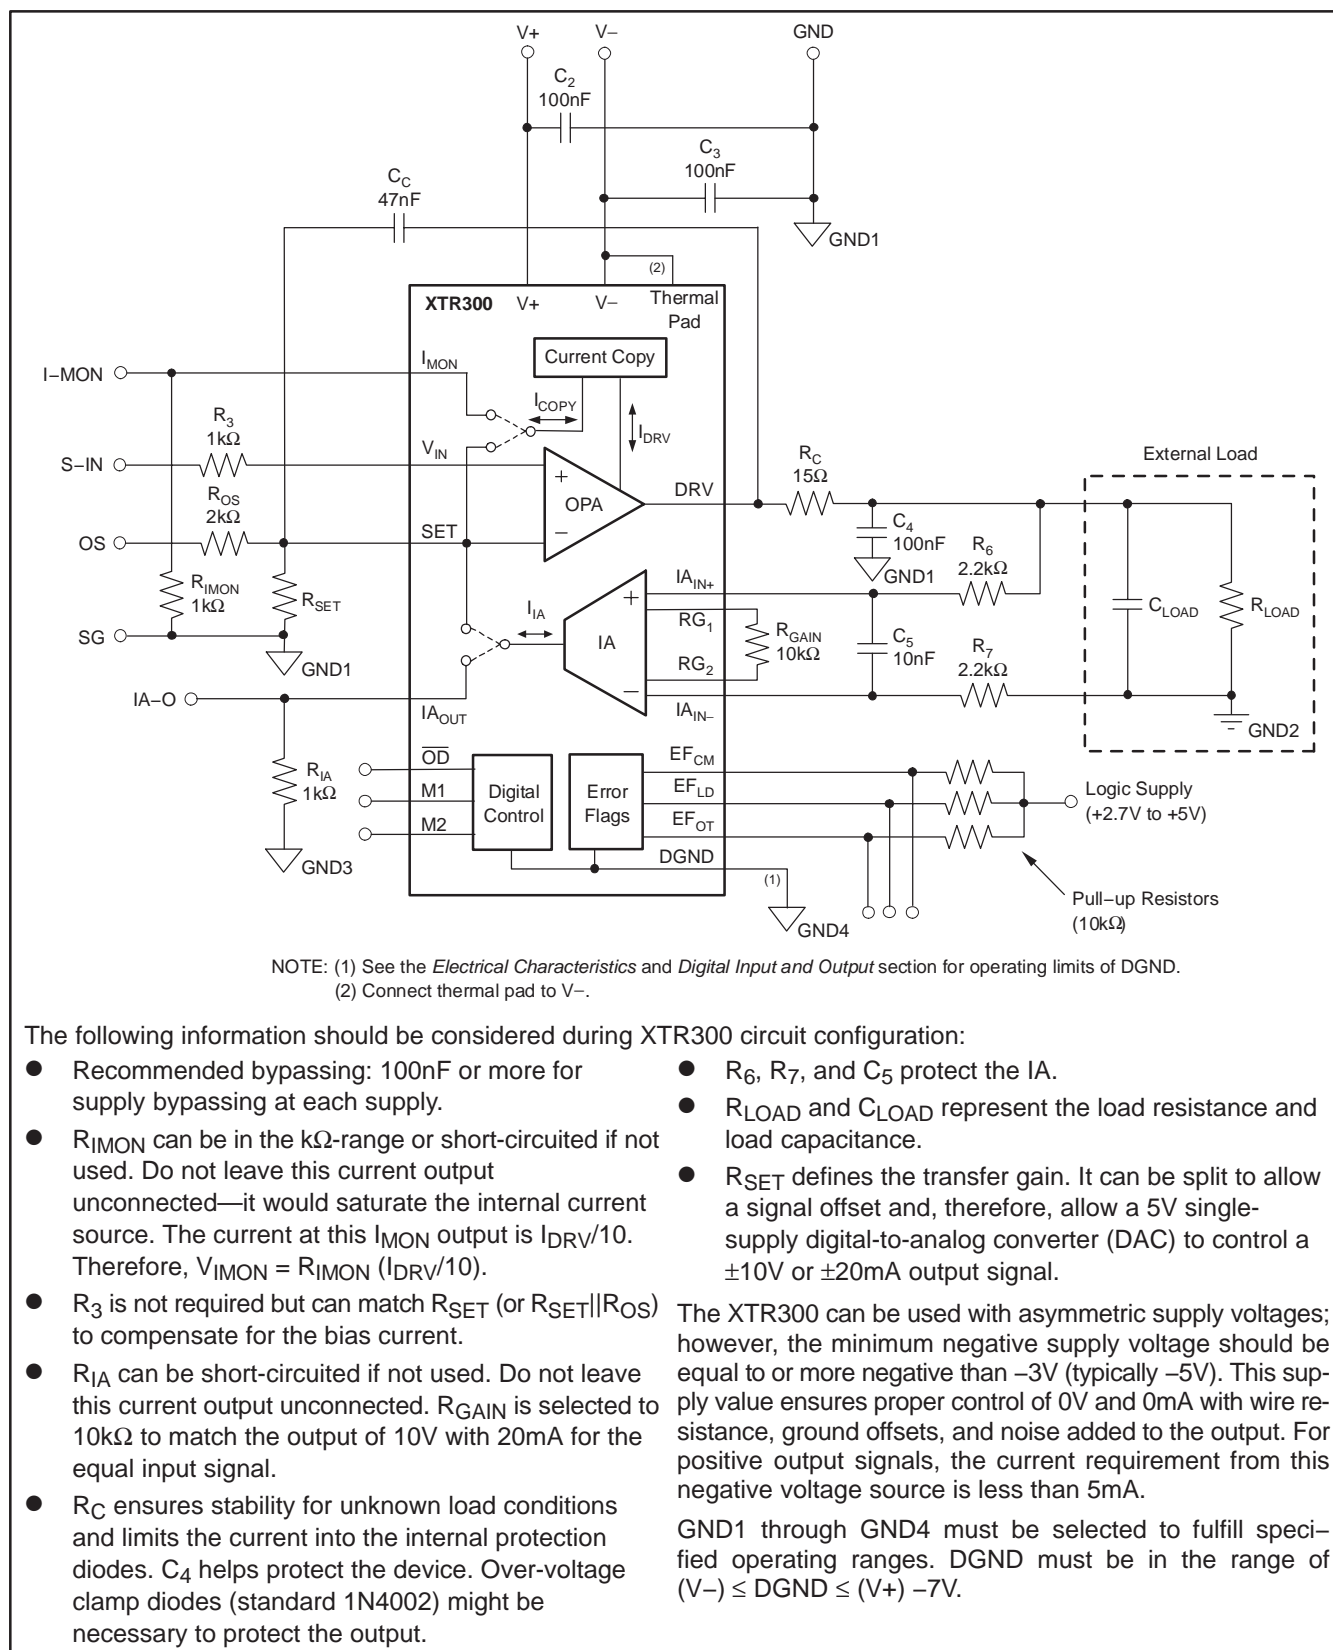 V+
V−
GND
C2
100nF
C3
100nF
CC
47nF
GND1
(2)
XTR300
V+
V−
Thermal
Pad
Current Copy
IMON
I−MON
ICOPY
IDRV
R3
1kΩ
VIN
S−IN
ROS
2kΩ
OPA
+
−
DRV
RC
15Ω
External Load
OS
SET
C4
100nF
GND1
R6
2.2kΩ
RIMON
1kΩ
RSET
IAIN+
CLOAD
RLOAD
SG
GND1
IIA
IA
+
−
RG1
RGAIN
10kΩ
RG2
C5
10nF
R7
2.2kΩ
IA−O
IAOUT
IAIN−
GND2
RIA
1kΩ
OD
M1
M2
Digital
Control
Error
Flags
EFCM
EFLD
EFOT
DGND
(1)
Logic Supply
(+2.7V to +5V)
GND3
GND4
Pull−up Resistors
(10kΩ)
NOTE: (1) See the Electrical Characteristics and Digital Input and Output section for operating limits of DGND.
(2) Connect thermal pad to V−.
The following information should be considered during XTR300 circuit configuration:
● Recommended bypassing: 100nF or more for
supply bypassing at each supply.
● RIMON can be in the kΩ-range or short-circuited if not
used. Do not leave this current output
unconnected—it would saturate the internal current
source. The current at this IMON output is IDRV/10.
Therefore, VIMON = RIMON (IDRV/10).
● R3 is not required but can match RSET (or RSET||ROS)
to compensate for the bias current.
● RIA can be short-circuited if not used. Do not leave
this current output unconnected. RGAIN is selected to
10kΩ to match the output of 10V with 20mA for the
equal input signal.
● RC ensures stability for unknown load conditions
and limits the current into the internal protection
diodes. C4 helps protect the device. Over-voltage
clamp diodes (standard 1N4002) might be
necessary to protect the output.
● R6, R7, and C5 protect the IA.
● RLOAD and CLOAD represent the load resistance and
load capacitance.
● RSET defines the transfer gain. It can be split to allow
a signal offset and, therefore, allow a 5V single-
supply digital-to-analog converter (DAC) to control a
±10V or ±20mA output signal.
The XTR300 can be used with asymmetric supply voltages;
however, the minimum negative supply voltage should be
equal to or more negative than −3V (typically −5V). This sup-
ply value ensures proper control of 0V and 0mA with wire re-
sistance, ground offsets, and noise added to the output. For
positive output signals, the current requirement from this
negative voltage source is less than 5mA.
GND1 through GND4 must be selected to fulfill speci−
fied operating ranges. DGND must be in the range of
(V−) ≤ DGND ≤ (V+) −7V.